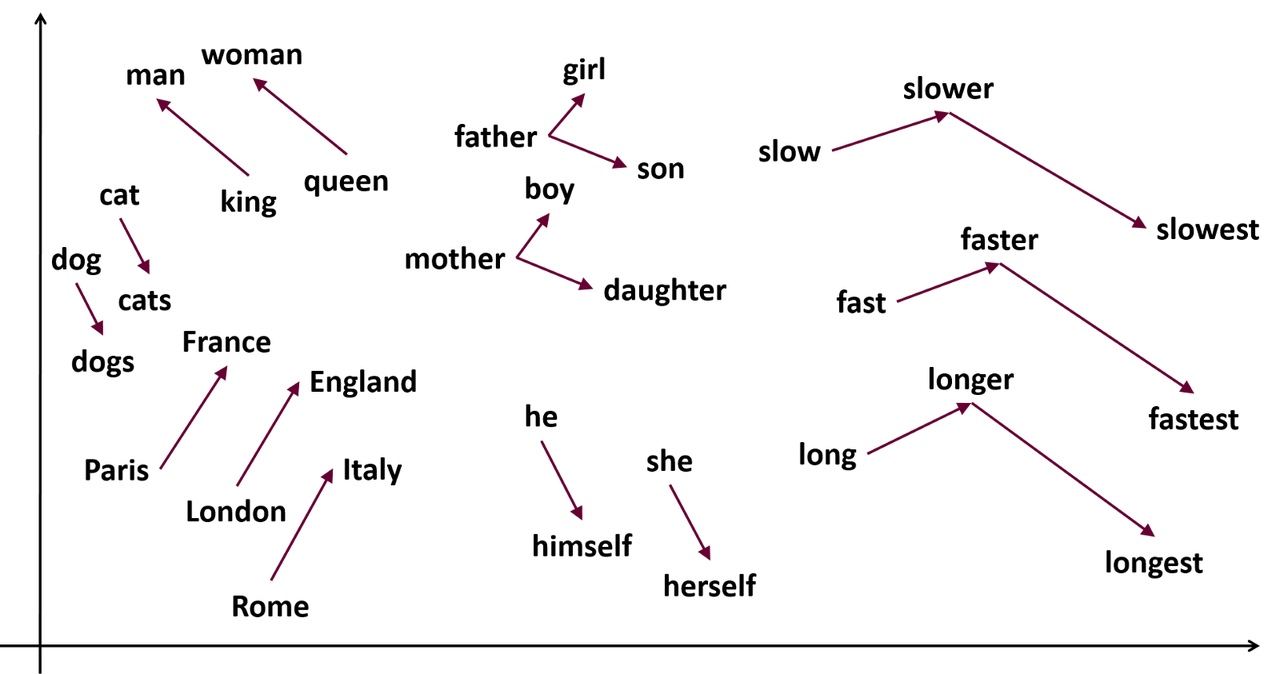 woman
man
king
queen
cat
cats
dog
dogs
France
Paris
England
London
Italy
Rome
girl
father
son
boy
mother
daughter
he
himself
she
herself
slower
slow
slowest
faster
fast
fastest
longer
long
longest